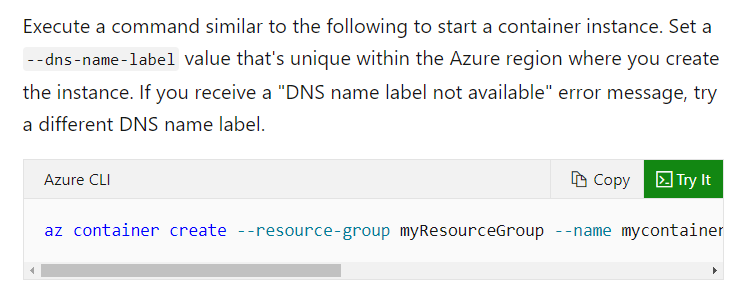 Execute a command similar to the following to start a container instance. Set a
--dns-name-label value that's unique within the Azure region where you create
the instance. If you receive a "DNS name label not available" error message, try
a different DNS name label.
Azure CLI Copy Try It
az container create --resource-group myResourceGroup --name mycontainer